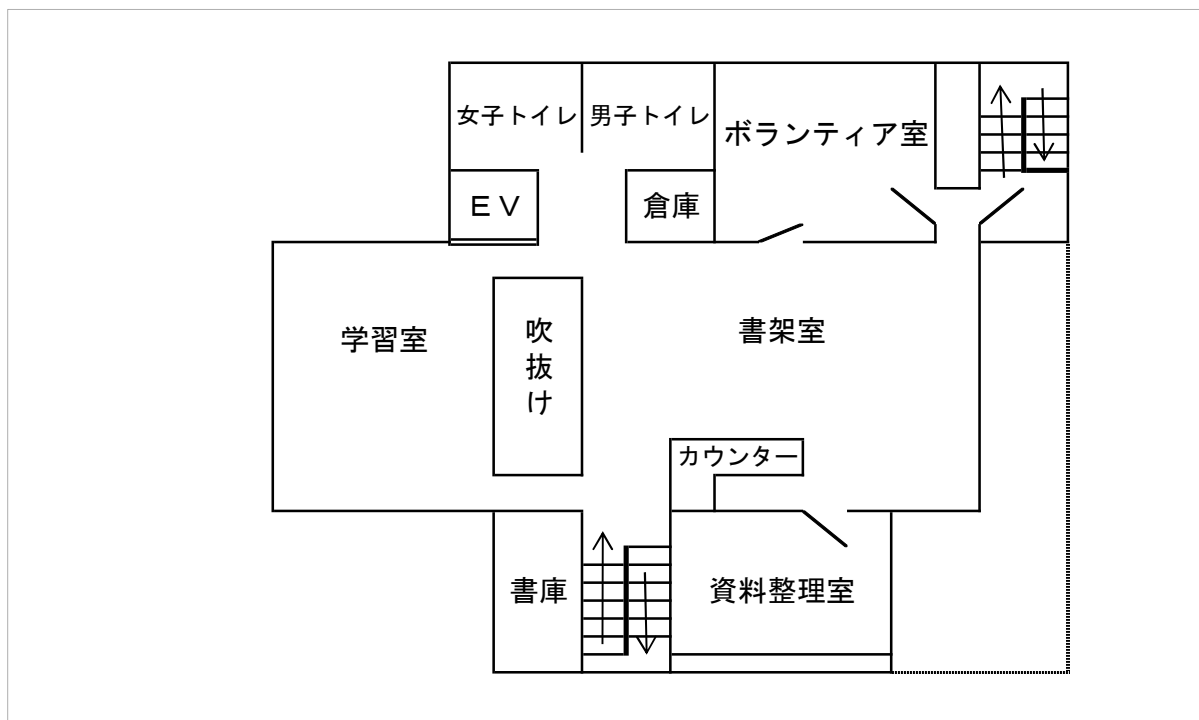 女子トイレ
男子トイレ
ボランティア室
ＥＶ
倉庫
学習室
吹抜け
書架室
カウンター
書庫
資料整理室